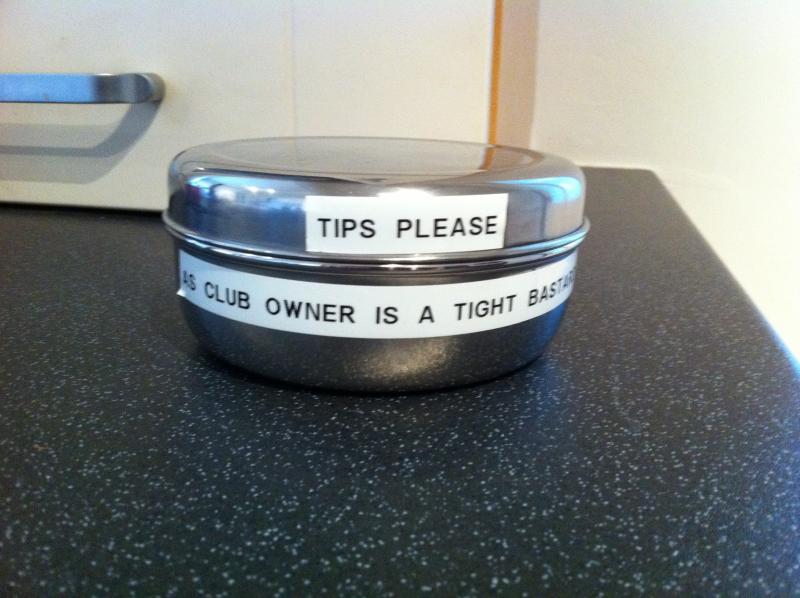 TIPS PLEASE
AS CLUB OWNER IS A TIGHT BASTARD